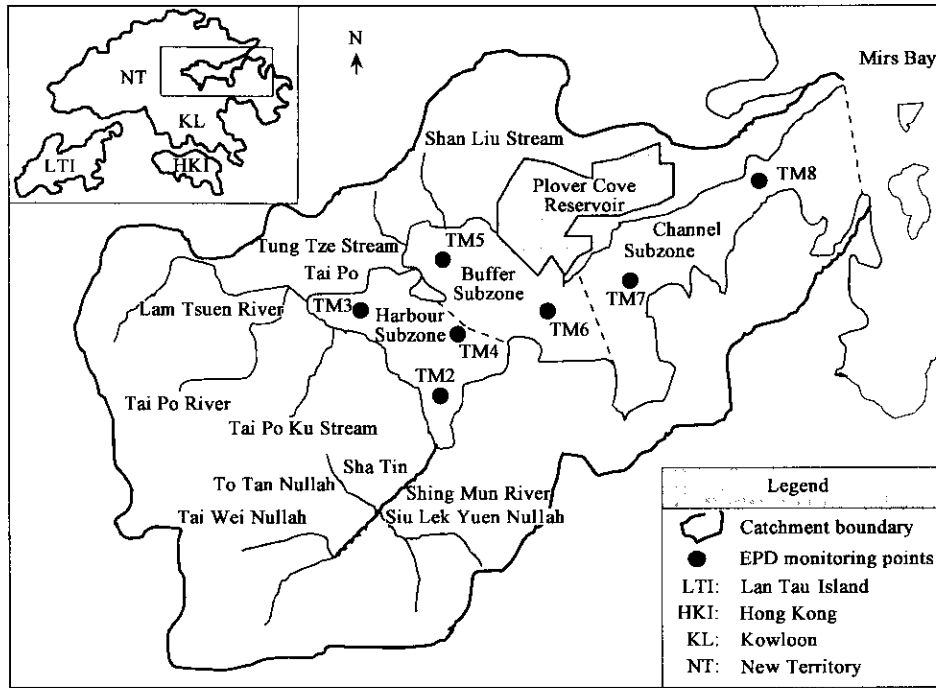 N
Mirs Bay
NT
KL
LTI
HKI
Shan Liu Stream
Plover Cove
Reservoir
TM8
Channel
Subzone
Tung Tze Stream
TM5
Tai Po
Buffer
Subzone
TM7
Lam Tsuen River
TM3
Harbour
Subzone
TM6
TM4
TM2
Tai Po River
Tai Po Ku Stream
Sha Tin
To Tan Nullah
Shing Mun River
Tai Wei Nullah
Siu Lek Yuen Nullah
Legend
Catchment boundary
EPD monitoring points
LTI: Lan Tau Island
HKI: Hong Kong
KL: Kowloon
NT: New Territory